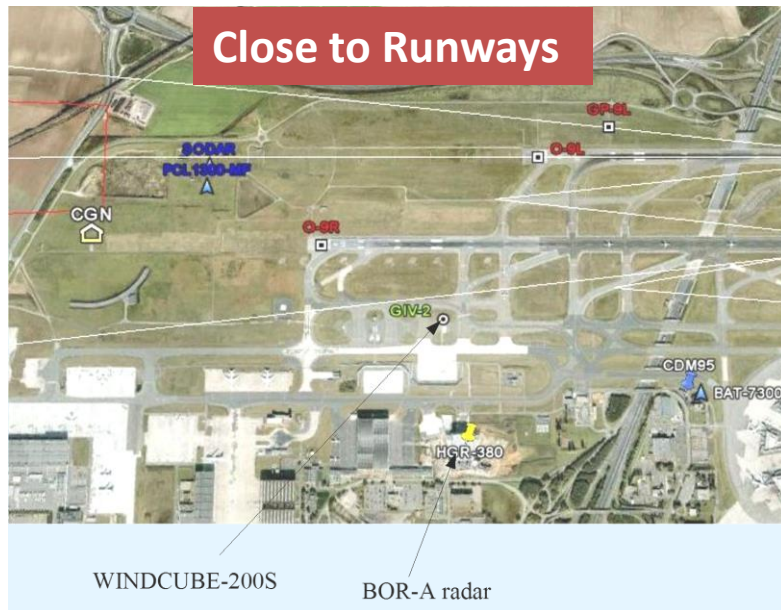 Close to Runways
GP-9L
SODAR
O-9L
PCL1300-MF
CGN
O-9R
GIV-2
CDM95
BAT-7300
HGR-380
WINDCUBE-200S
BOR-A radar